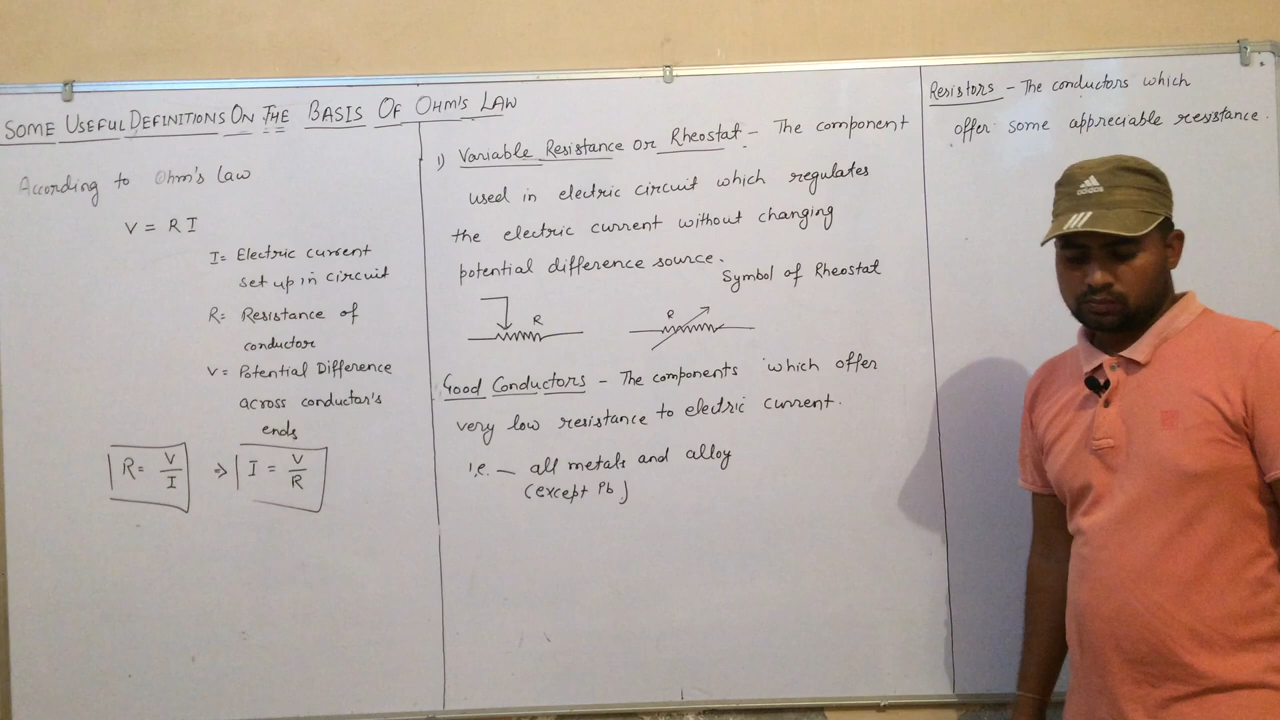 SOME USEFUL DEFINITIONS ON THE BASIS OF OHM'S LAW
According to Ohm's Law
V = R I
I = Electric current
set up in circuit
R = Resistance of
conductor
V = Potential Difference
across conductor's
ends
R = V/I ⇒ I = V/R
1) Variable Resistance Or Rheostat - The component
used in electric circuit which regulates
the electric current without changing
potential difference source.
Symbol of Rheostat
R R
Good Conductors - The components which offer
very low resistance to electric current.
i.e. - all metals and alloy
(except Pb)
Resistors - The conductors which
offer some appreciable resistance.
adidas